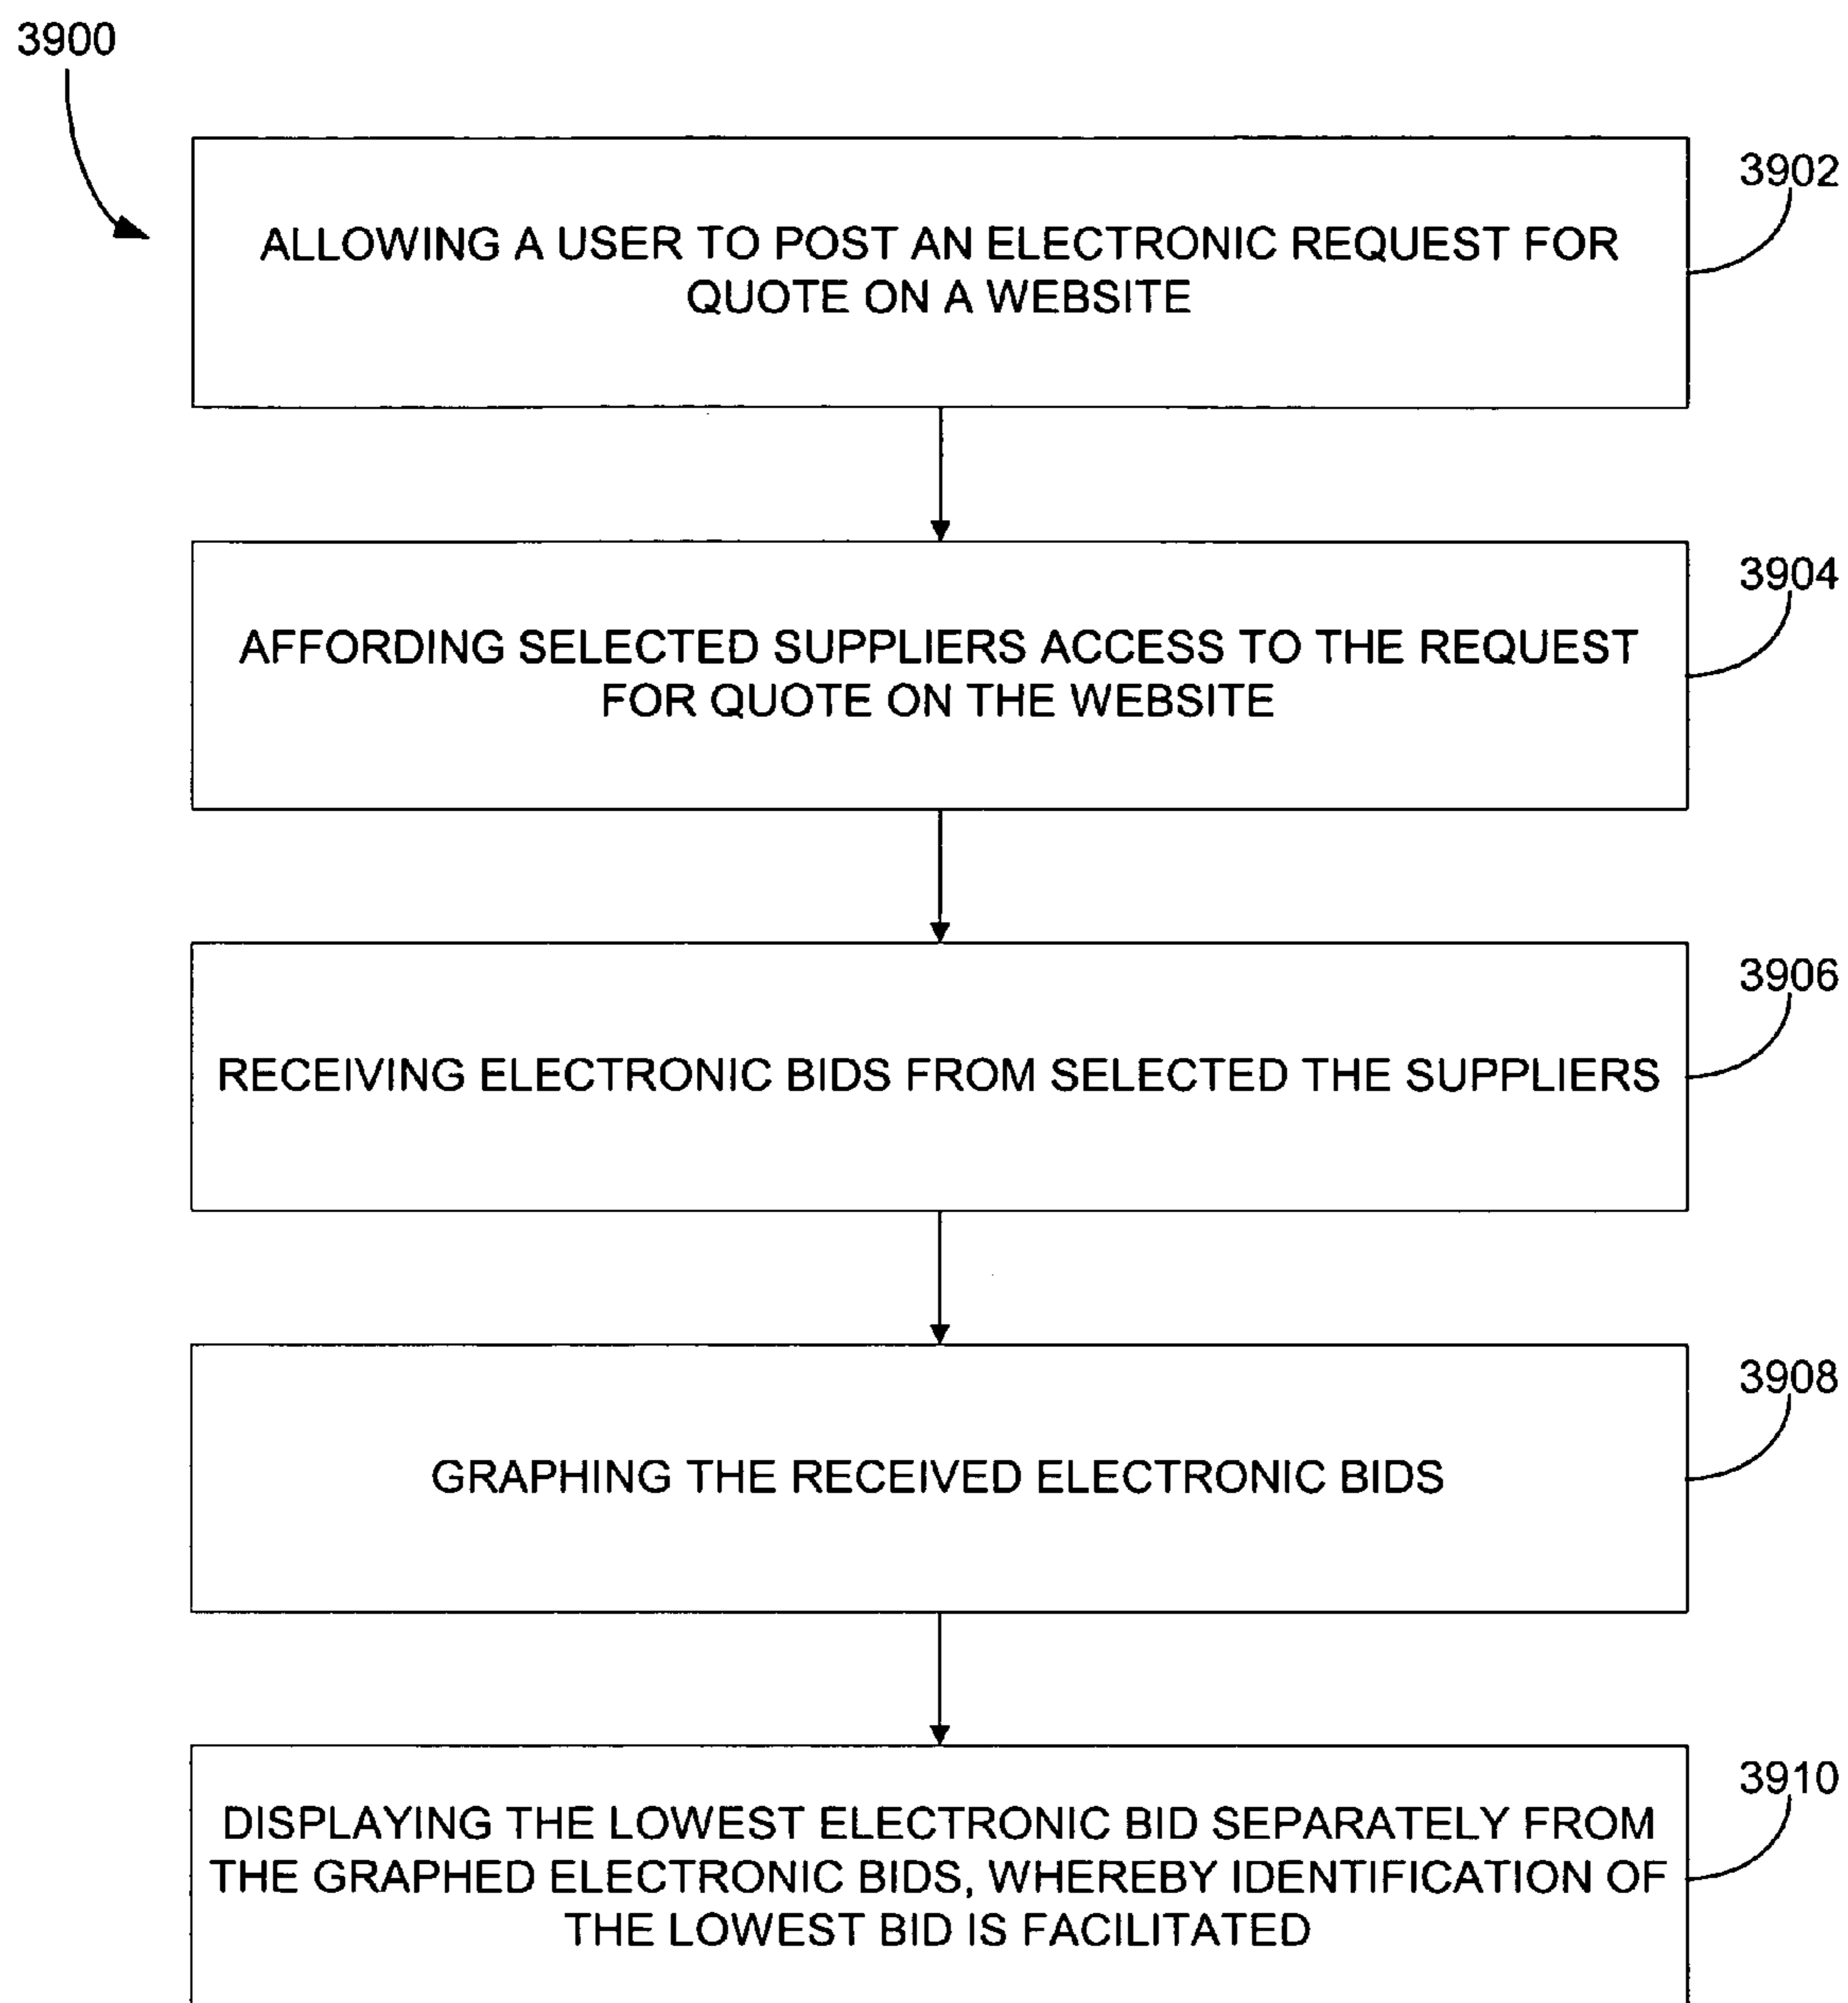 3900
3902
ALLOWING A USER TO POST AN ELECTRONIC REQUEST FOR
QUOTE ON A WEBSITE
3904
AFFORDING SELECTED SUPPLIERS ACCESS TO THE REQUEST
FOR QUOTE ON THE WEBSITE
3906
RECEIVING ELECTRONIC BIDS FROM SELECTED THE SUPPLIERS
3908
GRAPHING THE RECEIVED ELECTRONIC BIDS
3910
DISPLAYING THE LOWEST ELECTRONIC BID SEPARATELY FROM
THE GRAPHED ELECTRONIC BIDS, WHEREBY IDENTIFICATION OF
THE LOWEST BID IS FACILITATED